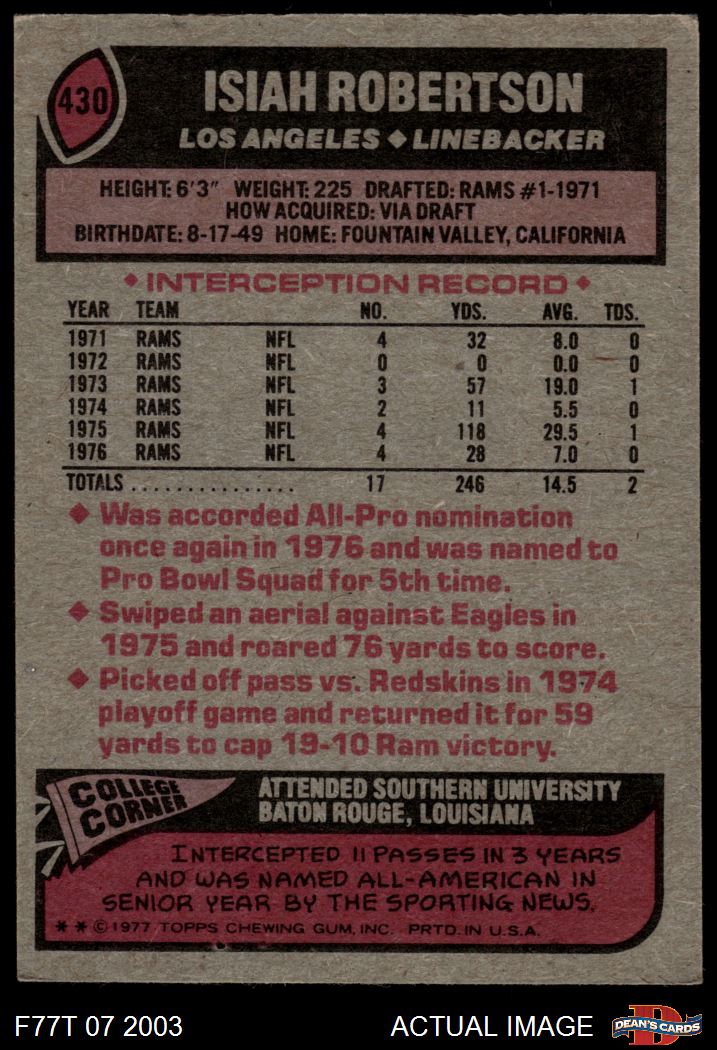 430
ISIAH ROBERTSON
LOS ANGELES ♦ LINEBACKER
HEIGHT: 6'3" WEIGHT: 225 DRAFTED: RAMS #1-1971
HOW ACQUIRED: VIA DRAFT
BIRTHDATE: 8-17-49 HOME: FOUNTAIN VALLEY, CALIFORNIA
♦ INTERCEPTION RECORD ♦
YEAR TEAM NO. YDS. AVG. TDS.
1971 RAMS NFL 4 32 8.0 0
1972 RAMS NFL 0 0 0.0 0
1973 RAMS NFL 3 57 19.0 1
1974 RAMS NFL 2 11 5.5 0
1975 RAMS NFL 4 118 29.5 1
1976 RAMS NFL 4 28 7.0 0
TOTALS ................ 17 246 14.5 2
♦ Was accorded All-Pro nomination
once again in 1976 and was named to
Pro Bowl Squad for 5th time.
♦ Swiped an aerial against Eagles in
1975 and roared 76 yards to score.
♦ Picked off pass vs. Redskins in 1974
playoff game and returned it for 59
yards to cap 19-10 Ram victory.
COLLEGE
CORNER
ATTENDED SOUTHERN UNIVERSITY
BATON ROUGE, LOUISIANA
INTERCEPTED 11 PASSES IN 3 YEARS
AND WAS NAMED ALL-AMERICAN IN
SENIOR YEAR BY THE SPORTING NEWS.
* * © 1977 TOPPS CHEWING GUM, INC. PRTD. IN U.S.A.
F77T 07 2003
ACTUAL IMAGE
D
DEAN'S CARDS